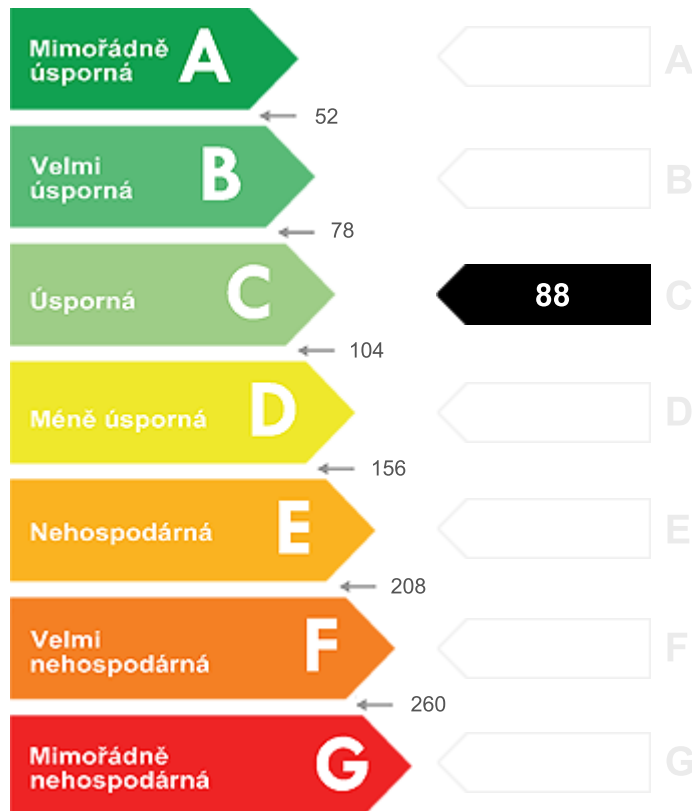 Mimořádně
úsporná
A
A
52
Velmi
úsporná
B
B
78
Úsporná
C
88
C
104
Méně úsporná
D
D
156
Nehospodárná
E
E
208
Velmi
nehospodárná
F
F
260
Mimořádně
nehospodárná
G
G